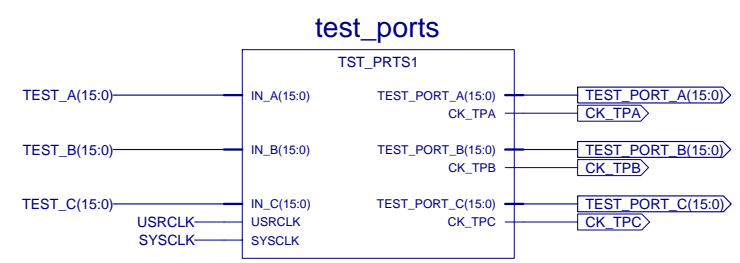 test_ports
TST_PRTS1
TEST_A(15:0) IN_A(15:0) TEST_PORT_A(15:0) TEST_PORT_A(15:0)
CK_TPA CK_TPA
TEST_B(15:0) IN_B(15:0) TEST_PORT_B(15:0) TEST_PORT_B(15:0)
CK_TPB CK_TPB
TEST_C(15:0) IN_C(15:0) TEST_PORT_C(15:0) TEST_PORT_C(15:0)
USRCLK USRCLK CK_TPC CK_TPC
SYSCLK SYSCLK